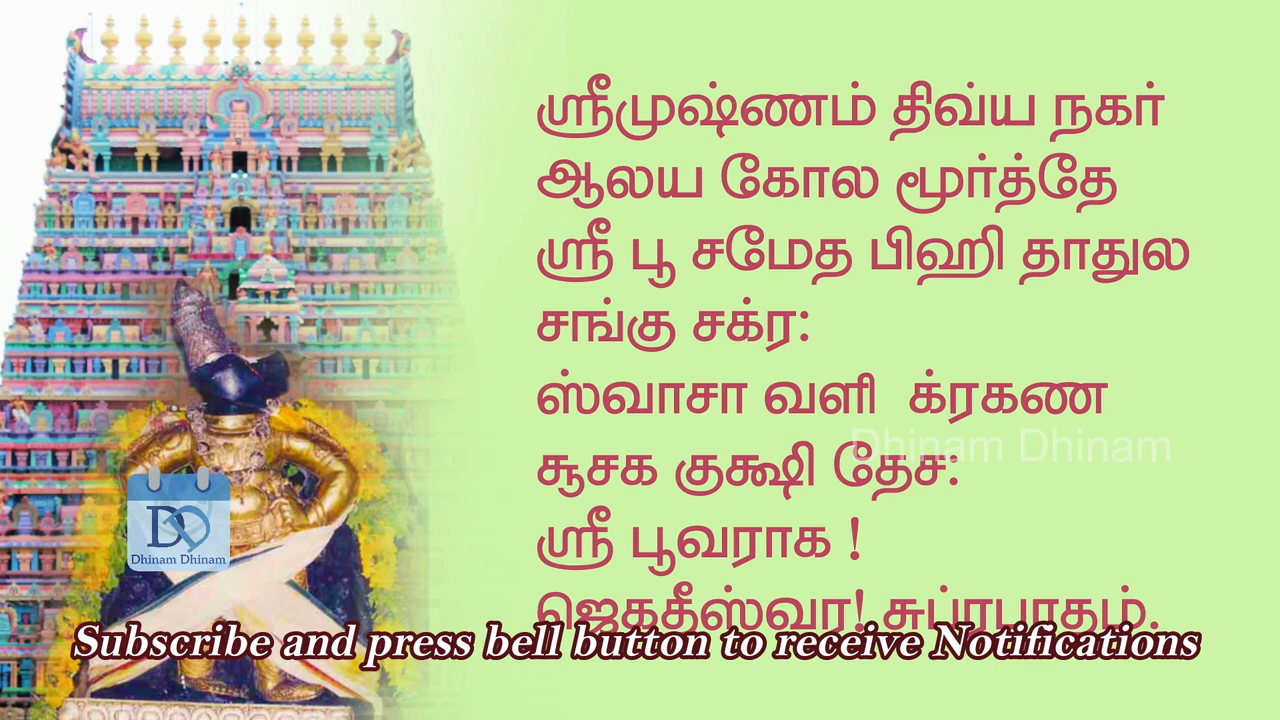 ஸ்ரீமுஷ்ணம் திவ்ய நகர்
ஆலய கோல மூர்த்தே
ஸ்ரீ பூ சமேத பிஹி தாதுல
சங்கு சக்ர:
ஸ்வாசா வளி க்ரகண
Dhinam Dhinam
சூசக குக்ஷி தேச:
ஸ்ரீ பூவராக !
ஜெகதீஸ்வர! சுப்ரபாதம்.
DD
Dhinam Dhinam
Subscribe and press bell button to receive Notifications